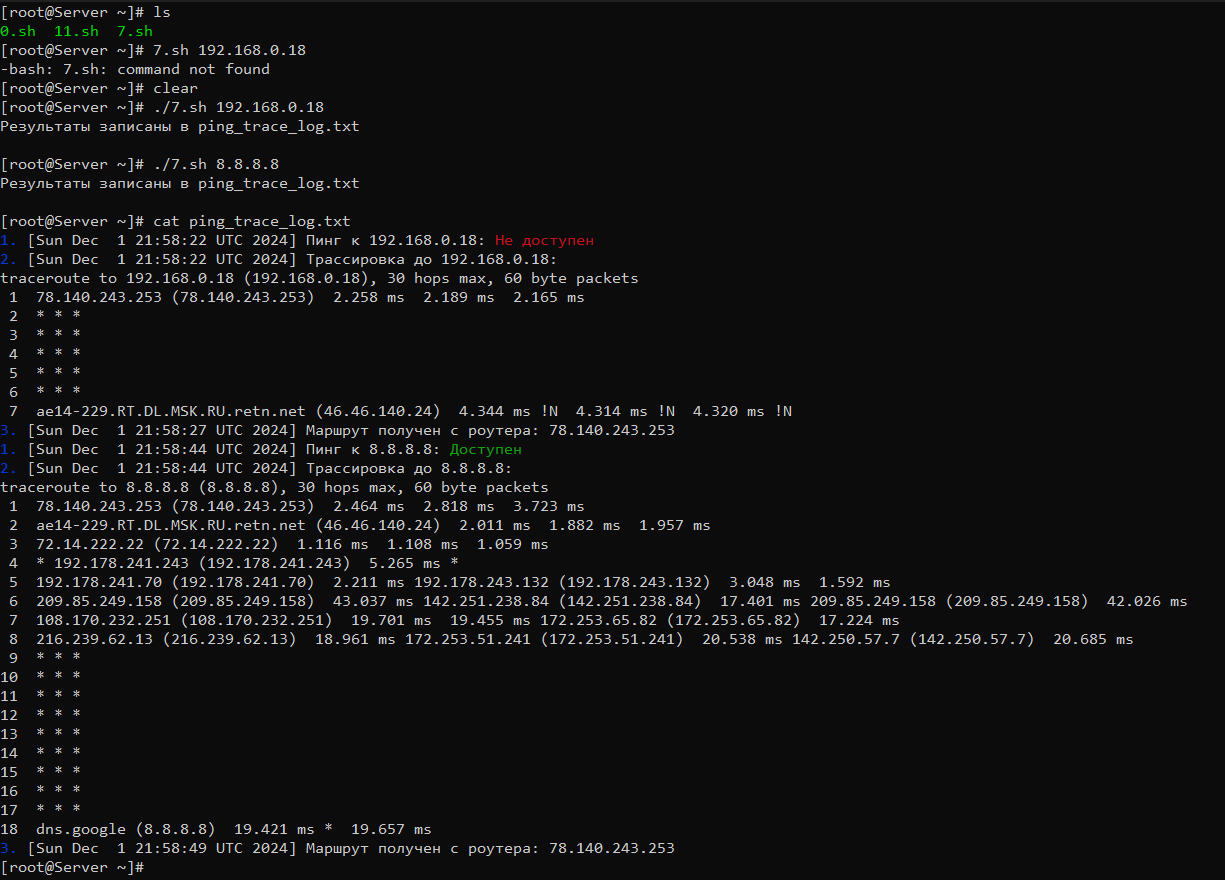 [root@Server ~]# ls
0.sh  11.sh  7.sh
[root@Server ~]# 7.sh 192.168.0.18
-bash: 7.sh: command not found
[root@Server ~]# clear
[root@Server ~]# ./7.sh 192.168.0.18
Результаты записаны в ping_trace_log.txt

[root@Server ~]# ./7.sh 8.8.8.8
Результаты записаны в ping_trace_log.txt

[root@Server ~]# cat ping_trace_log.txt
1. [Sun Dec  1 21:58:22 UTC 2024] Пинг к 192.168.0.18: Не доступен
2. [Sun Dec  1 21:58:22 UTC 2024] Трассировка до 192.168.0.18:
traceroute to 192.168.0.18 (192.168.0.18), 30 hops max, 60 byte packets
 1  78.140.243.253 (78.140.243.253)  2.258 ms  2.189 ms  2.165 ms
 2  * * *
 3  * * *
 4  * * *
 5  * * *
 6  * * *
 7  ae14-229.RT.DL.MSK.RU.retn.net (46.46.140.24)  4.344 ms !N  4.314 ms !N  4.320 ms !N
3. [Sun Dec  1 21:58:27 UTC 2024] Маршрут получен с роутера: 78.140.243.253
1. [Sun Dec  1 21:58:44 UTC 2024] Пинг к 8.8.8.8: Доступен
2. [Sun Dec  1 21:58:44 UTC 2024] Трассировка до 8.8.8.8:
traceroute to 8.8.8.8 (8.8.8.8), 30 hops max, 60 byte packets
 1  78.140.243.253 (78.140.243.253)  2.464 ms  2.818 ms  3.723 ms
 2  ae14-229.RT.DL.MSK.RU.retn.net (46.46.140.24)  2.011 ms  1.882 ms  1.957 ms
 3  72.14.222.22 (72.14.222.22)  1.116 ms  1.108 ms  1.059 ms
 4  * 192.178.241.243 (192.178.241.243)  5.265 ms *
 5  192.178.241.70 (192.178.241.70)  2.211 ms 192.178.243.132 (192.178.243.132)  3.048 ms  1.592 ms
 6  209.85.249.158 (209.85.249.158)  43.037 ms 142.251.238.84 (142.251.238.84)  17.401 ms 209.85.249.158 (209.85.249.158)  42.026 ms
 7  108.170.232.251 (108.170.232.251)  19.701 ms  19.455 ms 172.253.65.82 (172.253.65.82)  17.224 ms
 8  216.239.62.13 (216.239.62.13)  18.961 ms 172.253.51.241 (172.253.51.241)  20.538 ms 142.250.57.7 (142.250.57.7)  20.685 ms
 9  * * *
10  * * *
11  * * *
12  * * *
13  * * *
14  * * *
15  * * *
16  * * *
17  * * *
18  dns.google (8.8.8.8)  19.421 ms *  19.657 ms
3. [Sun Dec  1 21:58:49 UTC 2024] Маршрут получен с роутера: 78.140.243.253
[root@Server ~]#